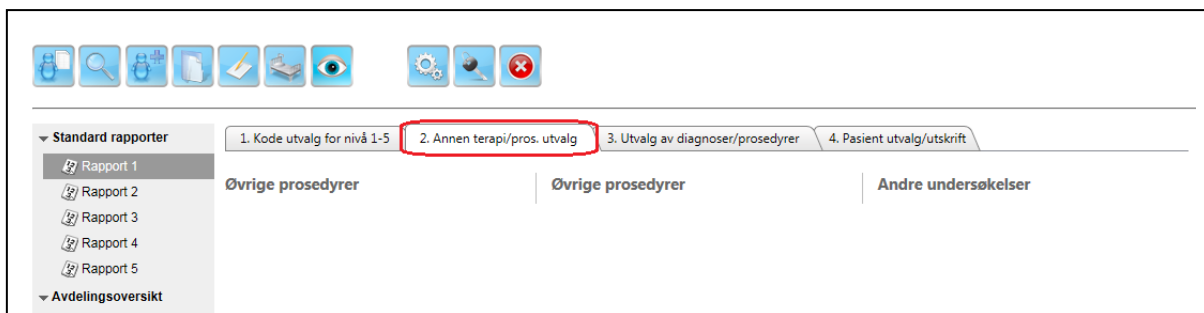 Standard rapporter
Rapport 1
Rapport 2
Rapport 3
Rapport 4
Rapport 5
Avdelingsoversikt
1. Kode utvalg for nivå 1-5
2. Annen terapi/pros. utvalg
3. Utvalg av diagnoser/prosedyrer
4. Pasient utvalg/utskrift
Øvrige prosedyrer
Øvrige prosedyrer
Andre undersøkelser